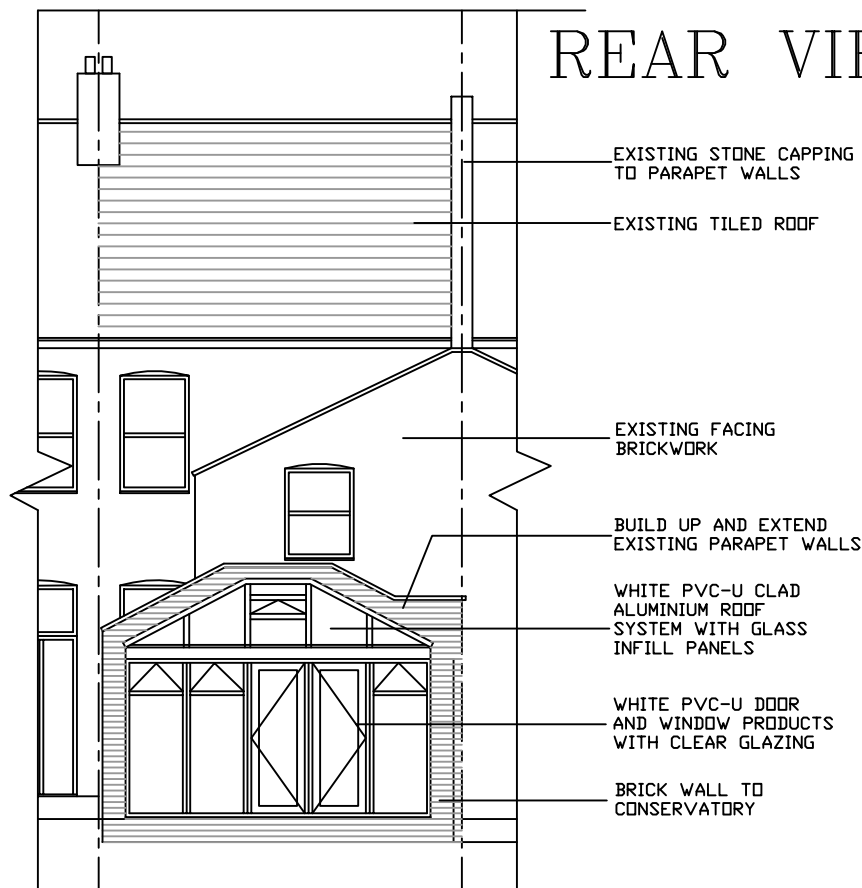 REAR
EXISTING STONE CAPPING
TO PARAPET WALLS
EXISTING TILED ROOF
EXISTING FACING
BRICKWORK
BUILD UP AND EXTEND
EXISTING PARAPET WALLS
WHITE PVC-U CLAD
ALUMINIUM ROOF
SYSTEM WITH GLASS
INFILL PANELS
WHITE PVC-U DOOR
AND WINDOW PRODUCTS
WITH CLEAR GLAZING
BRICK WALL TO
CONSERVATORY